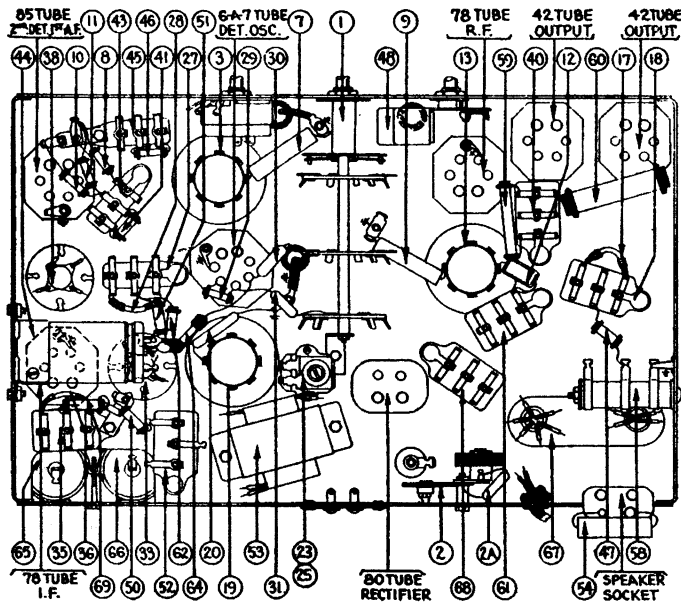 85 TUBE 11 43 46 28 51 6-A-7 TUBE 7 1 9 78 TUBE 42 TUBE 42 TUBE
2ND DET. 1ST A.F. DET. OSC. R.F. OUTPUT OUTPUT
44 38 10 8 45 41 27 3 29 30 48 13 59 40 12 60 17 18
65 35 36 66 33 62 20 19 53 31 23 2 2A 68 61 67 47 58
69 50 52 64 25 54
78 TUBE 80 TUBE SPEAKER
I.F. RECTIFIER SOCKET